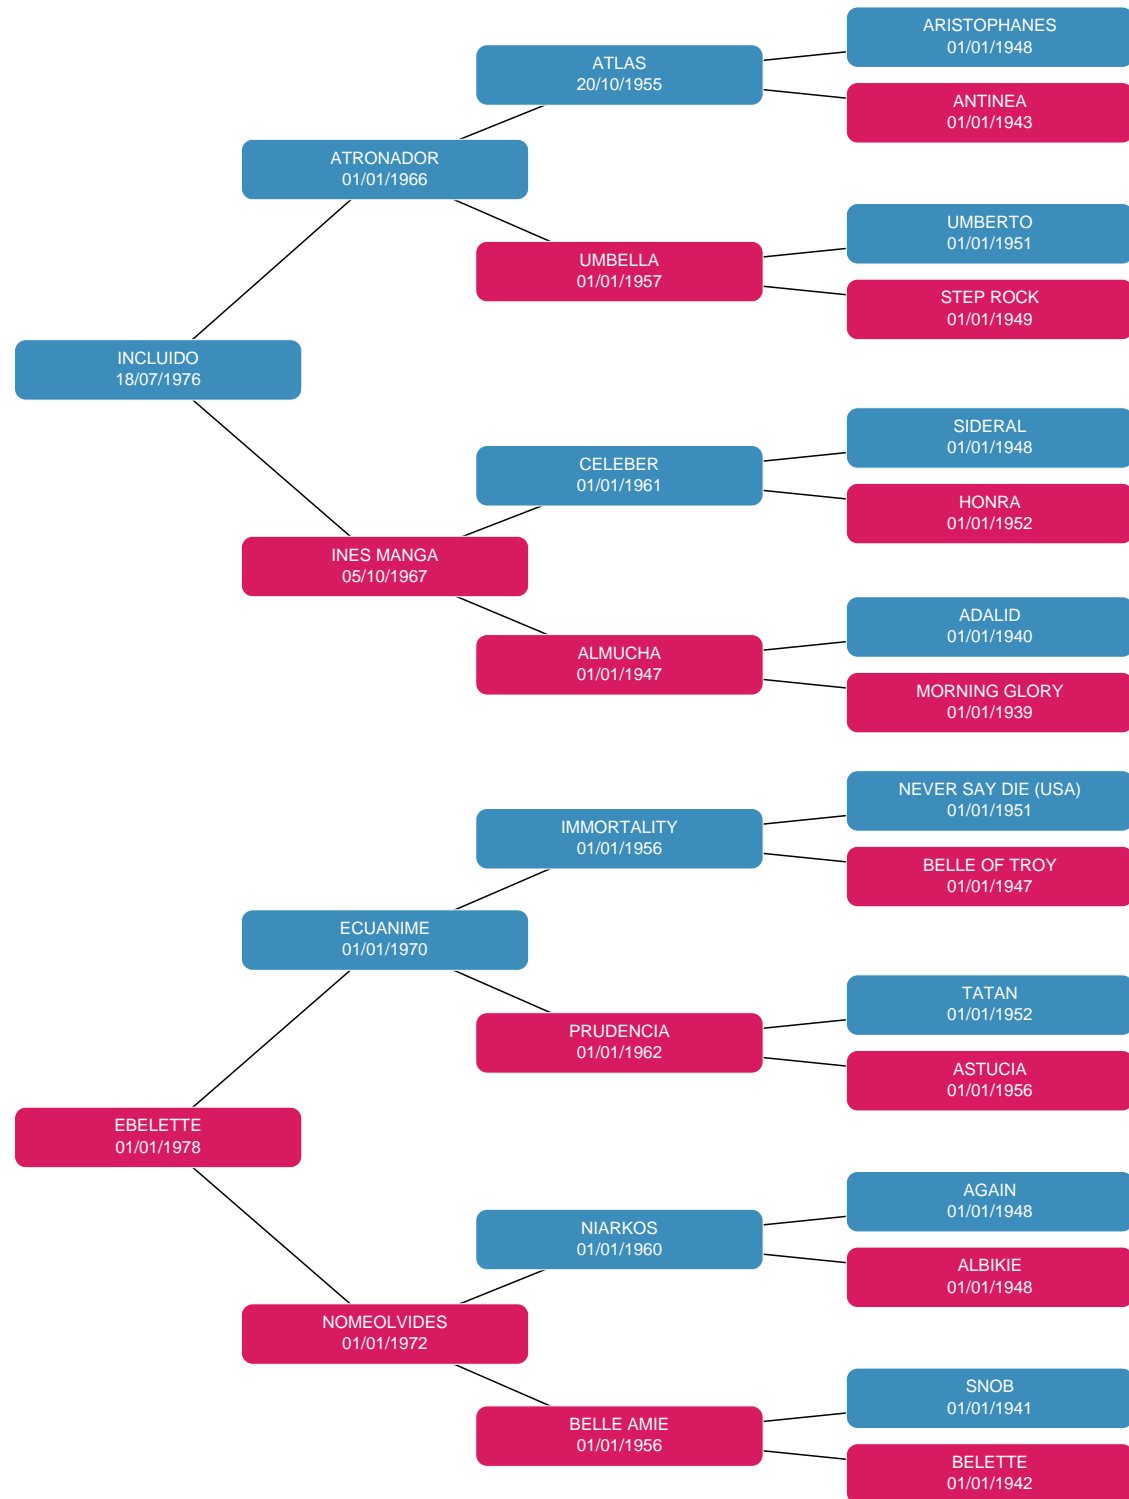 ARISTOPHANES
01/01/1948
ATLAS
20/10/1955
ANTINEA
01/01/1943
ATRONADOR
01/01/1966
UMBERTO
01/01/1951
UMBELLA
01/01/1957
STEP ROCK
01/01/1949
INCLUIDO
18/07/1976
SIDERAL
01/01/1948
CELEBER
01/01/1961
HONRA
01/01/1952
INES MANGA
05/10/1967
ADALID
01/01/1940
ALMUCHA
01/01/1947
MORNING GLORY
01/01/1939
NEVER SAY DIE (USA)
01/01/1951
IMMORTALITY
01/01/1956
BELLE OF TROY
01/01/1947
ECUANIME
01/01/1970
TATAN
01/01/1952
PRUDENCIA
01/01/1962
ASTUCIA
01/01/1956
EBELETTE
01/01/1978
AGAIN
01/01/1948
NIARKOS
01/01/1960
ALBIKIE
01/01/1948
NOMEOLVIDES
01/01/1972
SNOB
01/01/1941
BELLE AMIE
01/01/1956
BELETTE
01/01/1942